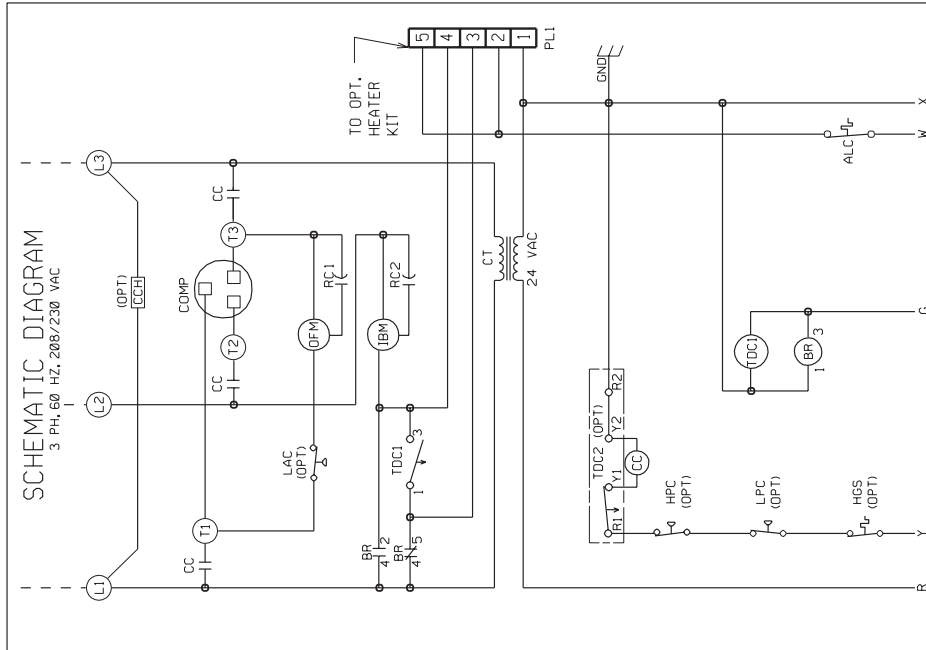 SCHEMATIC DIAGRAM
3 PH. 60 HZ. 208/230 VAC
L1
L2
L3
(OPT)
CCH
CC
T1
CC
T2
COMP
T3
CC
LAC
(OPT)
OFM
RC1
BR
4 2
IBM
RC2
BR
4 5
TDC1
1 3
TO OPT.
HEATER
KIT
5
4
3
2
1
PL1
CT
24 VAC
GND
TDC2 (OPT)
R1
Y1
Y2
R2
CC
HPC
(OPT)
LPC
(OPT)
HGS
(OPT)
TDC1
BR
1 3
ALC
R
Y
G
W
X